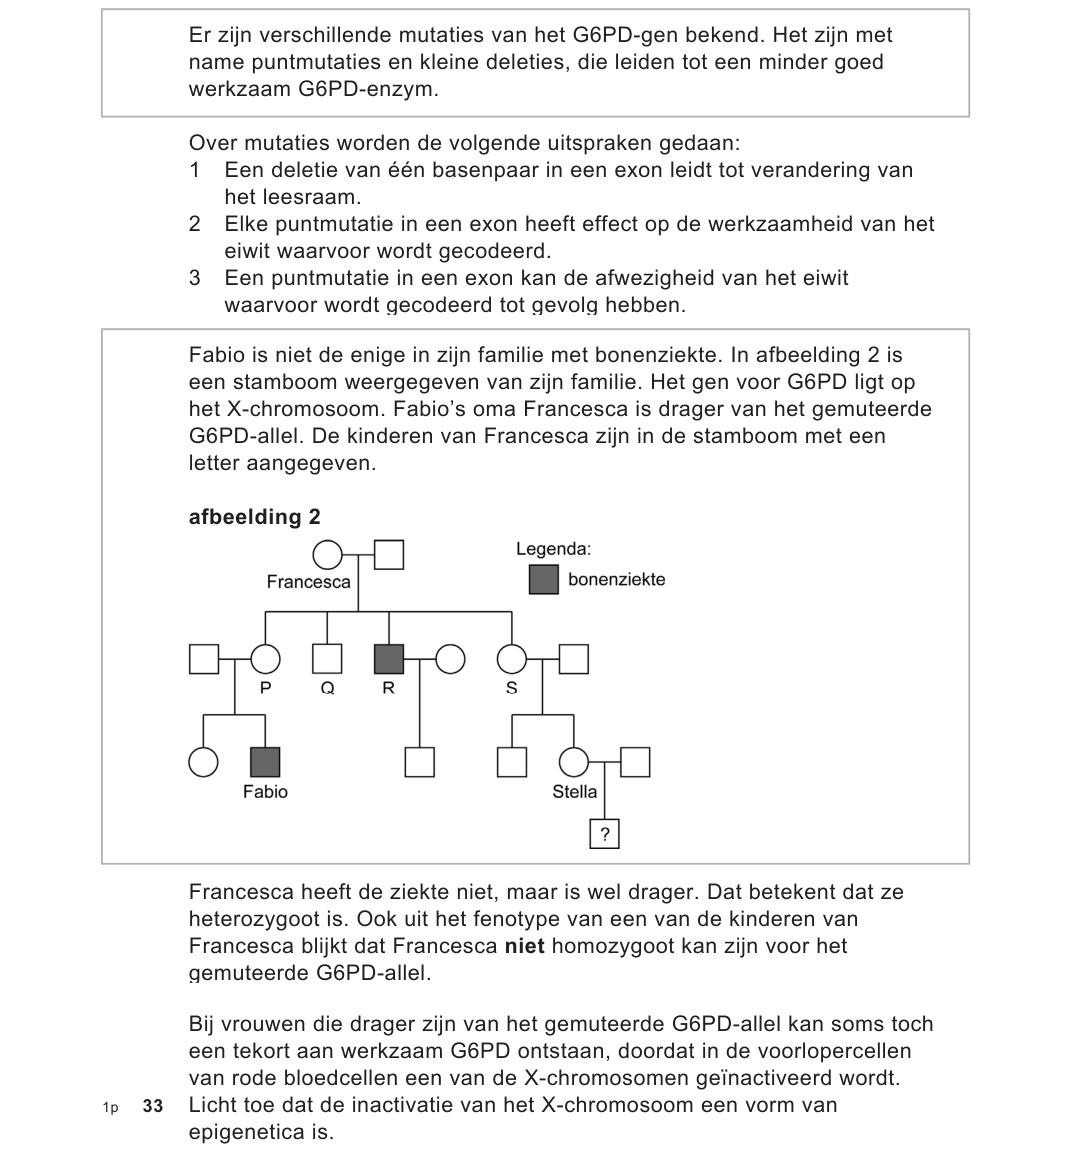 Er zijn verschillende mutaties van het G6PD-gen bekend. Het zijn met
name puntmutaties en kleine deleties, die leiden tot een minder goed
werkzaam G6PD-enzym.
Over mutaties worden de volgende uitspraken gedaan:
1 Een deletie van één basenpaar in een exon leidt tot verandering van
het leesraam.
2 Elke puntmutatie in een exon heeft effect op de werkzaamheid van het
eiwit waarvoor wordt gecodeerd.
3 Een puntmutatie in een exon kan de afwezigheid van het eiwit
waarvoor wordt gecodeerd tot gevolg hebben.
Fabio is niet de enige in zijn familie met bonenziekte. In afbeelding 2 is
een stamboom weergegeven van zijn familie. Het gen voor G6PD ligt op
het X-chromosoom. Fabio's oma Francesca is drager van het gemuteerde
G6PD-allel. De kinderen van Francesca zijn in de stamboom met een
letter aangegeven.
afbeelding 2
Legenda:
bonenziekte
Francesca
P Q R S
Fabio
Stella
?
Francesca heeft de ziekte niet, maar is wel drager. Dat betekent dat ze
heterozygoot is. Ook uit het fenotype van een van de kinderen van
Francesca blijkt dat Francesca niet homozygoot kan zijn voor het
gemuteerde G6PD-allel.
Bij vrouwen die drager zijn van het gemuteerde G6PD-allel kan soms toch
een tekort aan werkzaam G6PD ontstaan, doordat in de voorlopercellen
van rode bloedcellen een van de X-chromosomen geïnactiveerd wordt.
1p 33 Licht toe dat de inactivatie van het X-chromosoom een vorm van
epigenetica is.